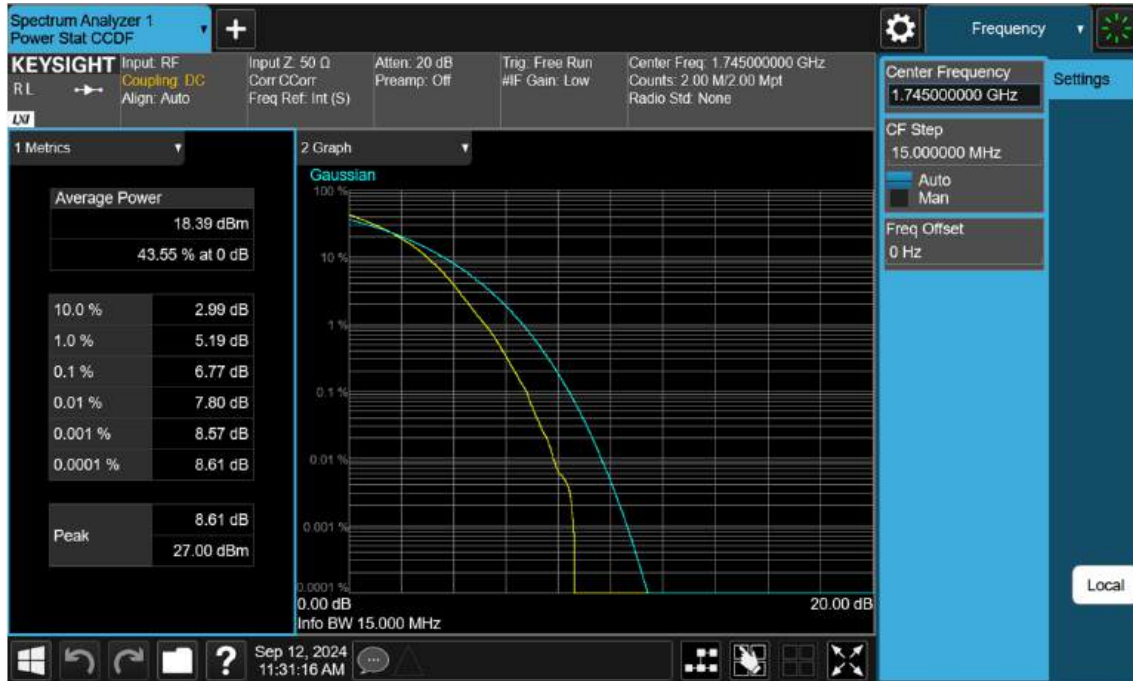 Spectrum Analyzer 1
Power Stat CCDF
Frequency
KEYSIGHT
R L
LXI
Input: RF
Coupling: DC
Align: Auto
Input Z: 50 Ω
Corr CCorr
Freq Ref: Int (S)
Atten: 20 dB
Preamp: Off
Trig: Free Run
#IF Gain: Low
Center Freq: 1.745000000 GHz
Counts: 2.00 M/2.00 Mpt
Radio Std: None
Center Frequency
1.745000000 GHz
Settings
CF Step
15.000000 MHz
Auto
Man
Freq Offset
0 Hz
Local
1 Metrics
Average Power
18.39 dBm
43.55 % at 0 dB
10.0 % 2.99 dB
1.0 % 5.19 dB
0.1 % 6.77 dB
0.01 % 7.80 dB
0.001 % 8.57 dB
0.0001 % 8.61 dB
Peak
8.61 dB
27.00 dBm
2 Graph
Gaussian
100 %
10 %
1 %
0.1 %
0.01 %
0.001 %
0.0001 %
0.00 dB 20.00 dB
Info BW 15.000 MHz
Sep 12, 2024
11:31:16 AM